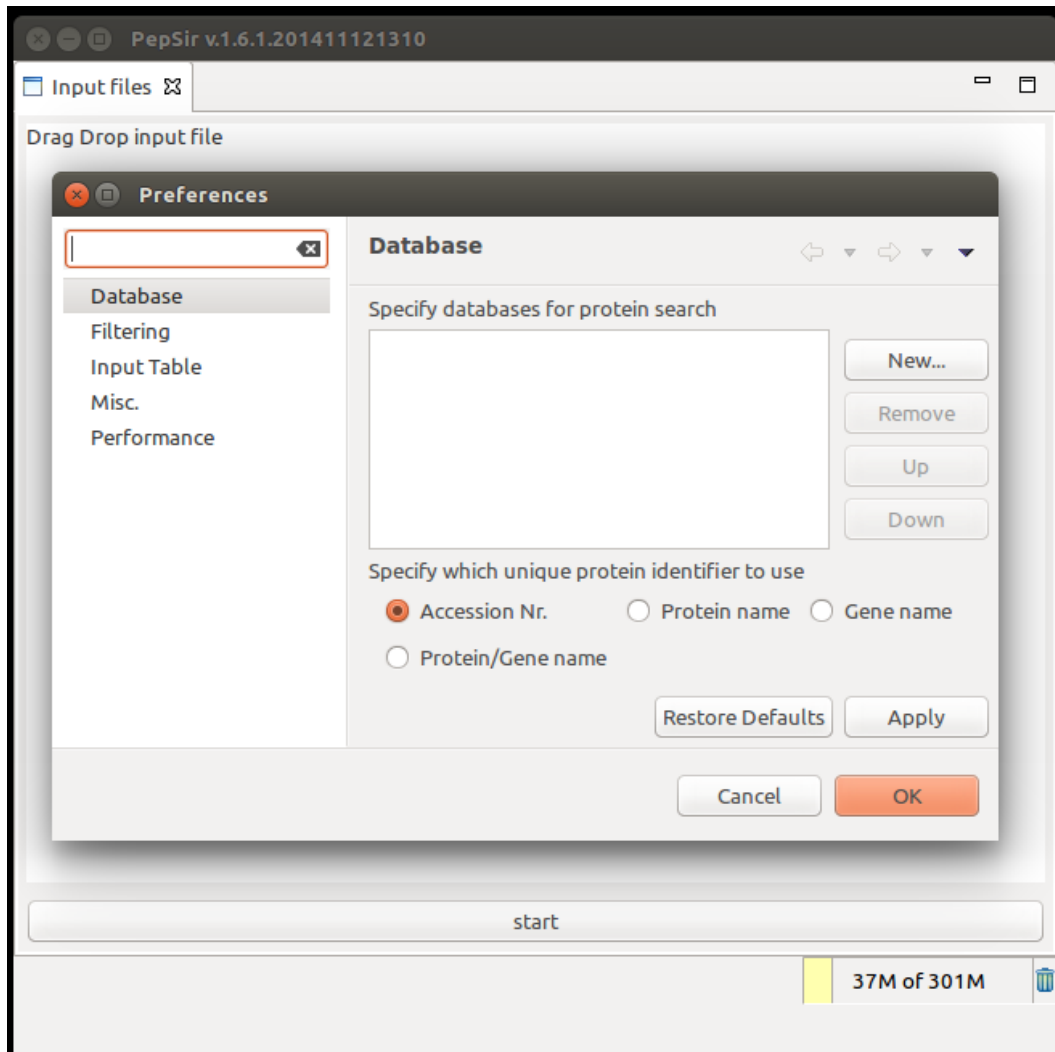 PepSir v.1.6.1.201411121310
Input files
Drag Drop input file
Preferences
Database
Filtering
Input Table
Misc.
Performance
Database
Specify databases for protein search
New...
Remove
Up
Down
Specify which unique protein identifier to use
Accession Nr. Protein name Gene name
Protein/Gene name
Restore Defaults Apply
Cancel OK
start
37M of 301M